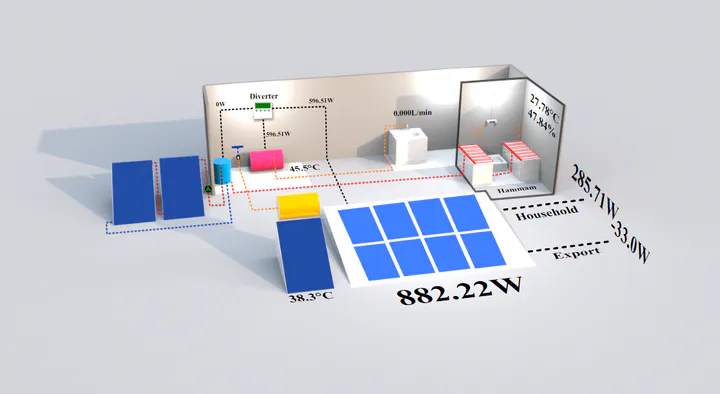 Diverter
0W
596.51W
596.51W
45.5°C
0.000L/min
27.78°C
47.84%
Hammam
285.71W
Household
-33.0W
Export
38.3°C
882.22W